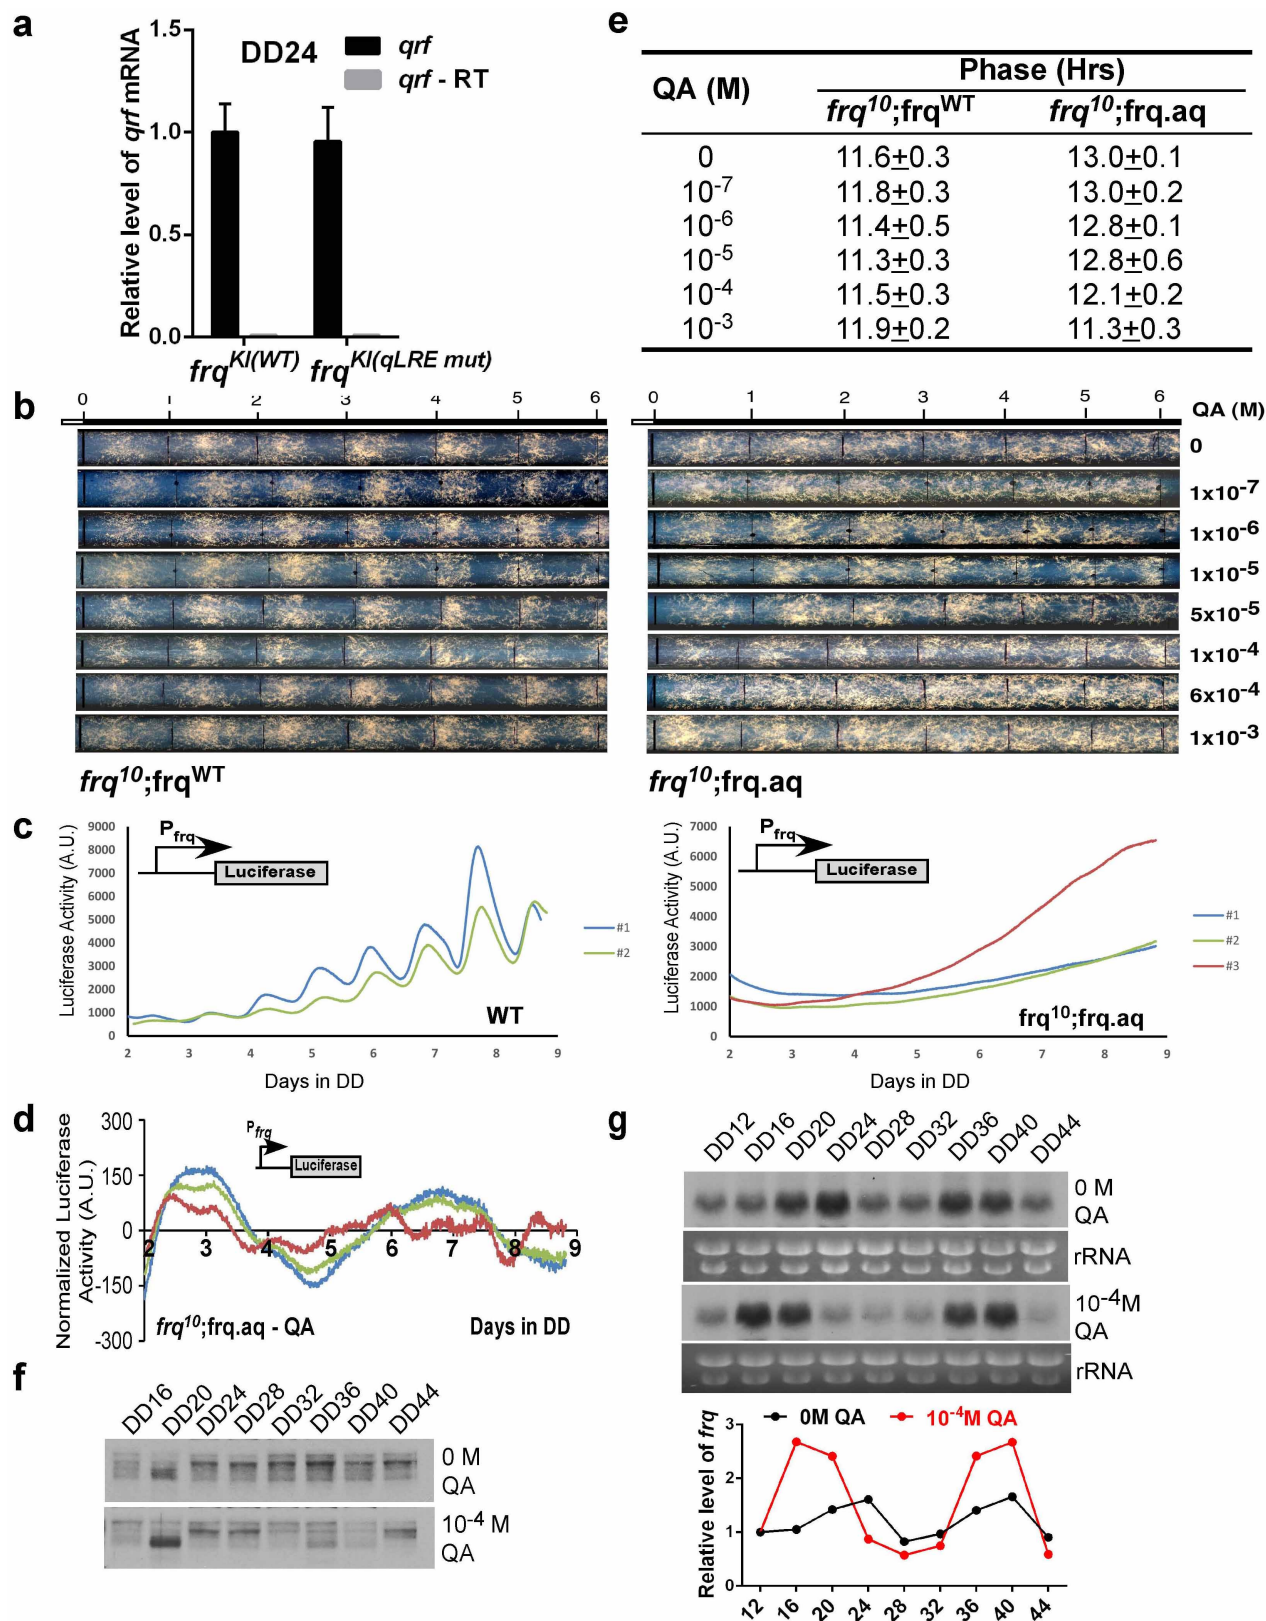 a
DD24
qrf
qrf - RT
Relative level of qrf mRNA
1.5
1.0
0.5
0.0
frq^KI(WT) frq^KI(qLRE mut)
e
QA (M) Phase (Hrs)
frq^10;frq^WT frq^10;frq.aq
0 11.6±0.3 13.0±0.1
10^-7 11.8±0.3 13.0±0.2
10^-6 11.4±0.5 12.8±0.1
10^-5 11.3±0.3 12.8±0.6
10^-4 11.5±0.3 12.1±0.2
10^-3 11.9±0.2 11.3±0.3
b
0 1 2 3 4 5 6
0 1 2 3 4 5 6
QA (M)
0
1x10^-7
1x10^-6
1x10^-5
5x10^-5
1x10^-4
6x10^-4
1x10^-3
frq^10;frq^WT
frq^10;frq.aq
c
Luciferase Activity (A.U.)
9000
8000
7000
6000
5000
4000
3000
2000
1000
0
P_frq
Luciferase
#1
#2
WT
2 3 4 5 6 7 8 9
Days in DD
Luciferase Activity (A.U.)
7000
6000
5000
4000
3000
2000
1000
0
P_frq
Luciferase
#1
#2
#3
frq^10;frq.aq
2 3 4 5 6 7 8 9
Days in DD
d
Normalized Luciferase
Activity (A.U.)
300
150
0
-150
-300
P_frq
Luciferase
2 3 4 5 6 7 8 9
frq^10;frq.aq - QA
Days in DD
f
DD16 DD20 DD24 DD28 DD32 DD36 DD40 DD44
0 M
QA
10^-4 M
QA
g
DD12 DD16 DD20 DD24 DD28 DD32 DD36 DD40 DD44
0 M
QA
rRNA
10^-4M
QA
rRNA
0M QA 10^-4M QA
Relative level of frq
3
2
1
0
12 16 20 24 28 32 36 40 44